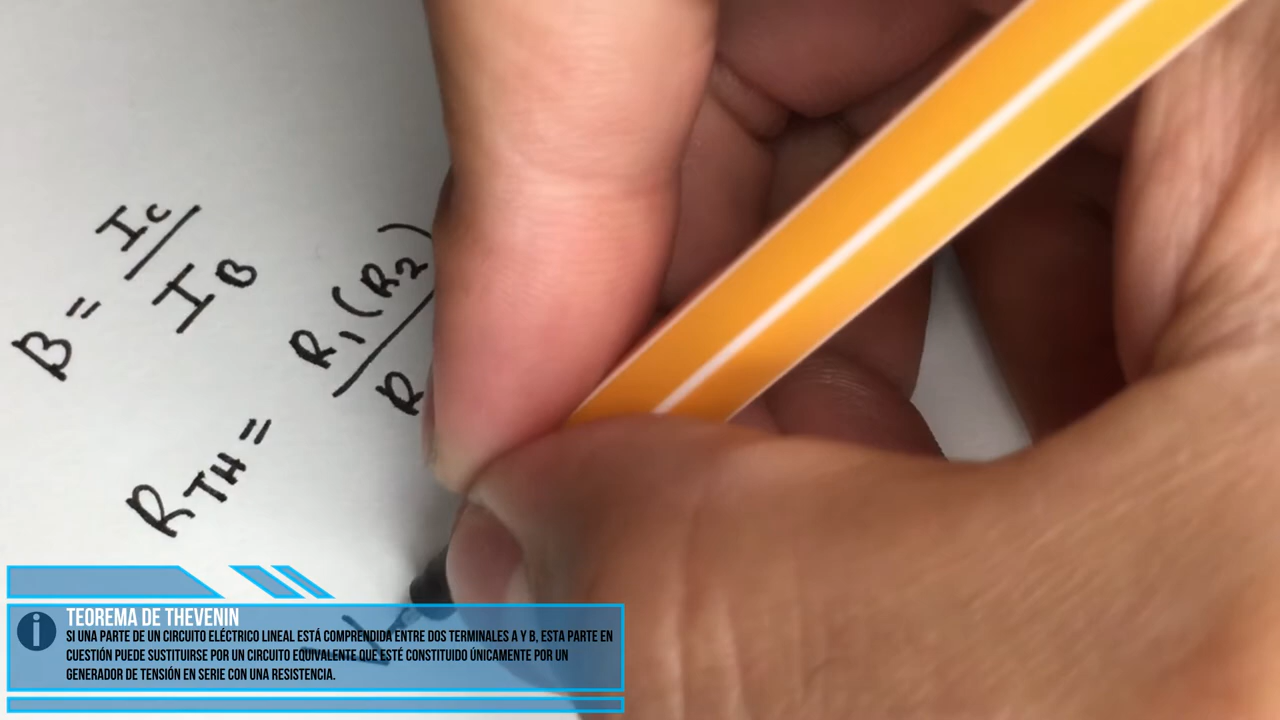 B = Ic / IB
RTH = R1(R2) / R
V
i
TEOREMA DE THEVENIN
SI UNA PARTE DE UN CIRCUITO ELÉCTRICO LINEAL ESTÁ COMPRENDIDA ENTRE DOS TERMINALES A Y B, ESTA PARTE EN
CUESTIÓN PUEDE SUSTITUIRSE POR UN CIRCUITO EQUIVALENTE QUE ESTÉ CONSTITUIDO ÚNICAMENTE POR UN
GENERADOR DE TENSIÓN EN SERIE CON UNA RESISTENCIA.